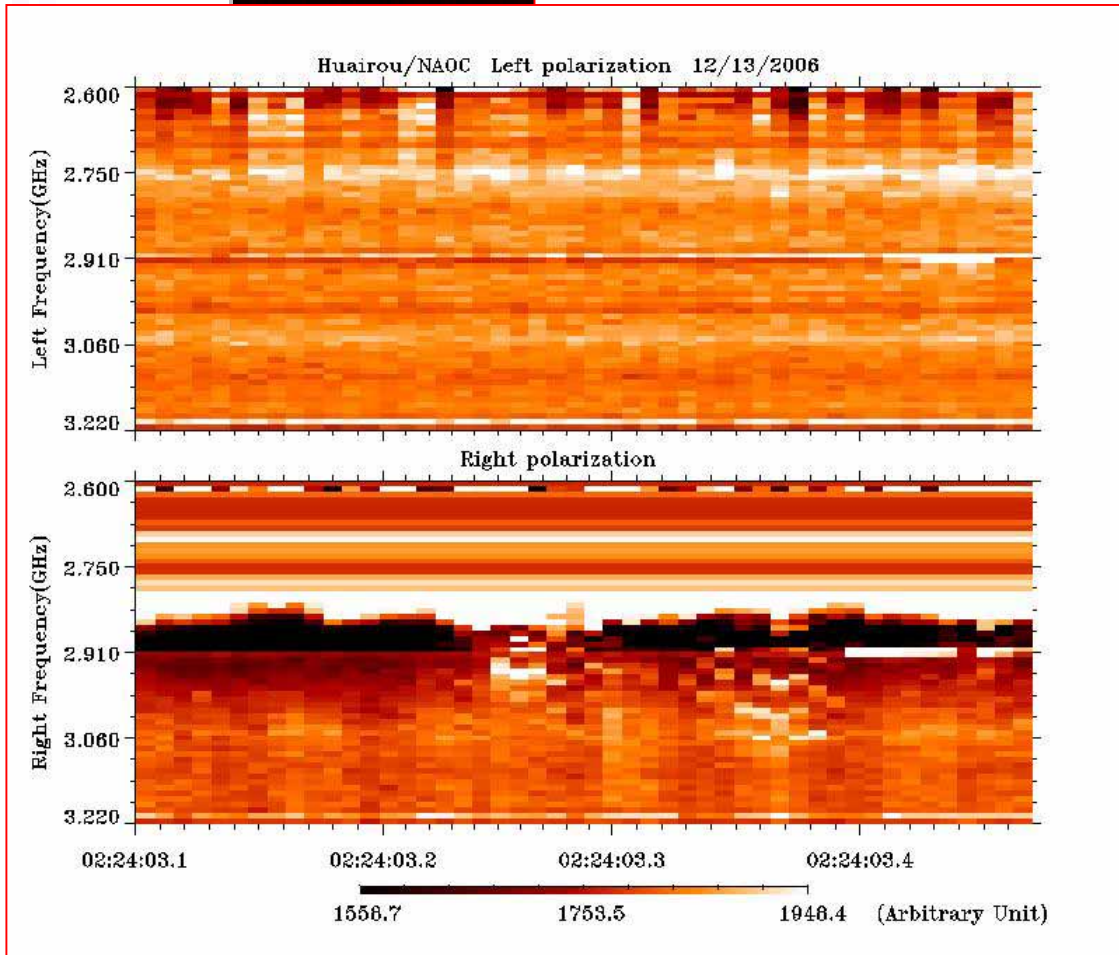 Huairou/NAOC Left polarization 12/13/2006
Left Frequency(GHz)
2.600
2.750
2.910
3.060
3.220
Right polarization
Right Frequency(GHz)
2.600
2.750
2.910
3.060
3.220
02:24:03.1 02:24:03.2 02:24:03.3 02:24:03.4
1558.7 1753.5 1948.4 (Arbitrary Unit)